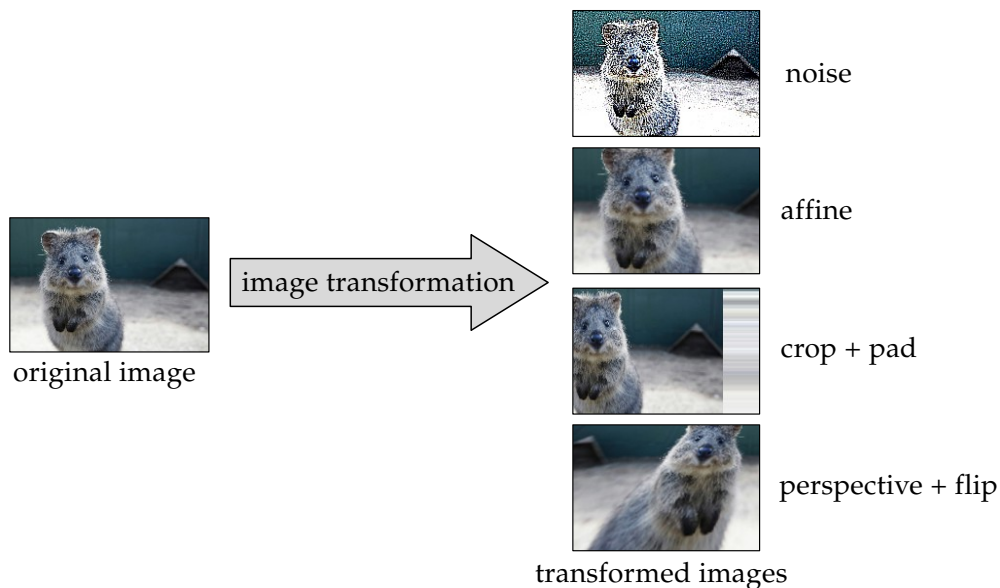 noise
affine
original image
image transformation
crop + pad
perspective + flip
transformed images